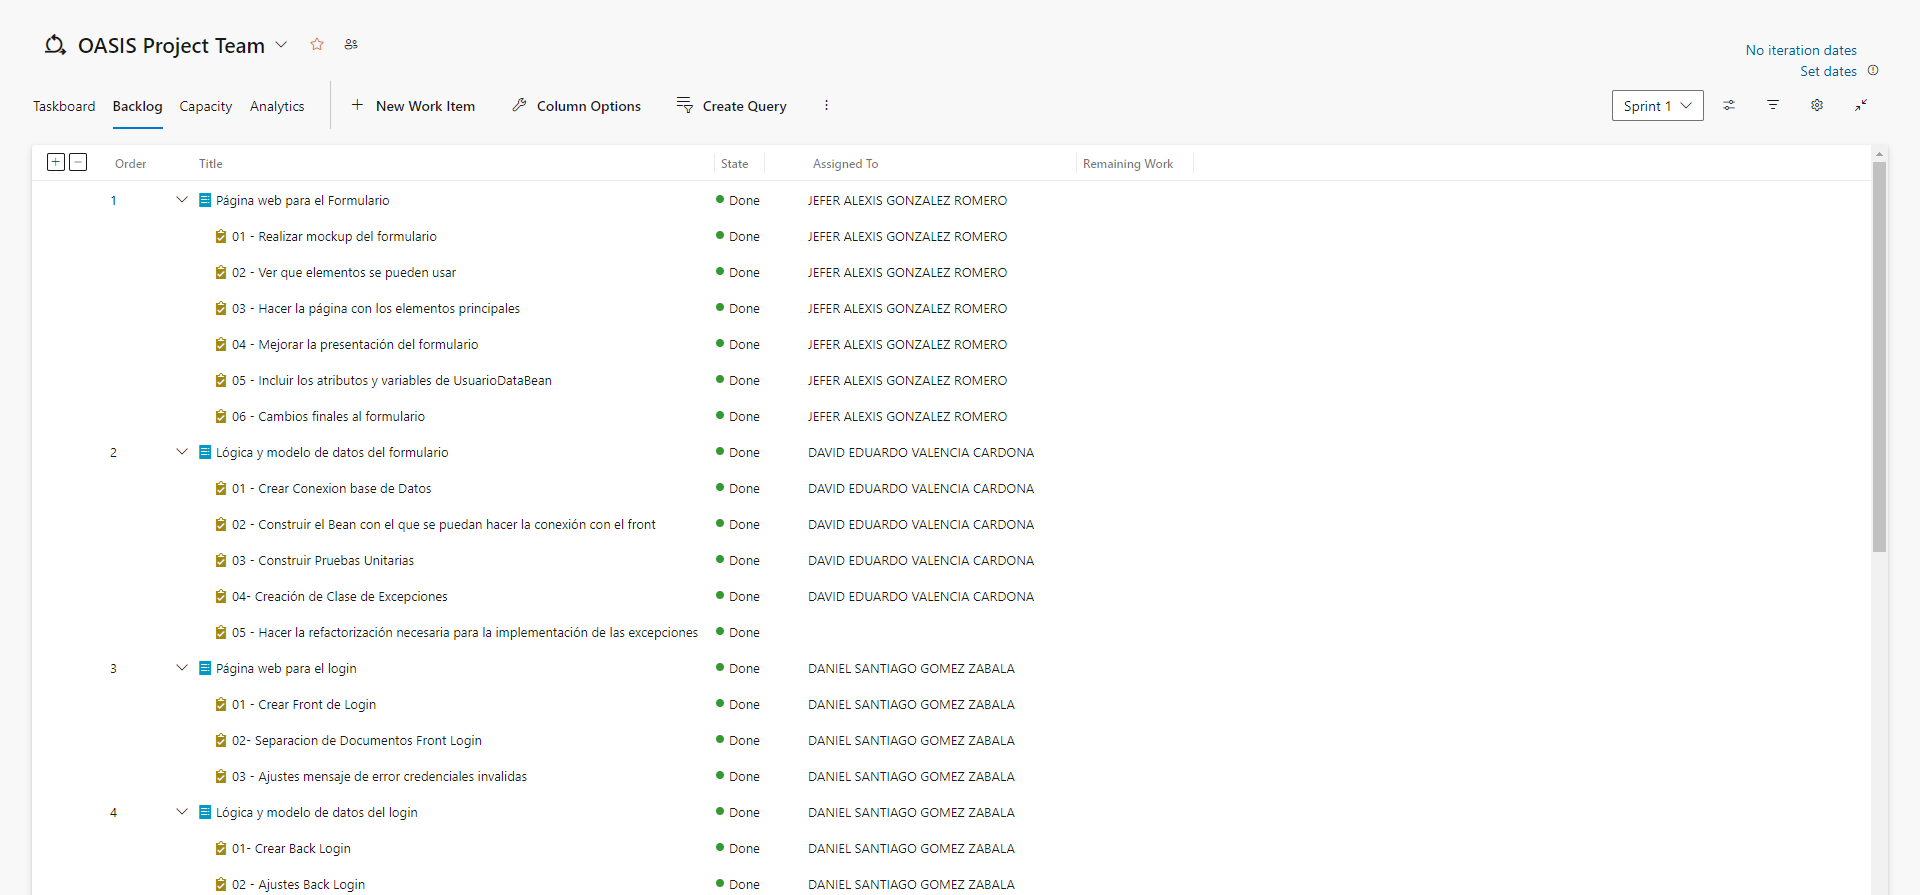 OASIS Project Team
No iteration dates
Set dates
Taskboard Backlog Capacity Analytics New Work Item Column Options Create Query Sprint 1
Order Title State Assigned To Remaining Work
1 Página web para el Formulario Done JEFER ALEXIS GONZALEZ ROMERO
01 - Realizar mockup del formulario Done JEFER ALEXIS GONZALEZ ROMERO
02 - Ver que elementos se pueden usar Done JEFER ALEXIS GONZALEZ ROMERO
03 - Hacer la página con los elementos principales Done JEFER ALEXIS GONZALEZ ROMERO
04 - Mejorar la presentación del formulario Done JEFER ALEXIS GONZALEZ ROMERO
05 - Incluir los atributos y variables de UsuarioDataBean Done JEFER ALEXIS GONZALEZ ROMERO
06 - Cambios finales al formulario Done JEFER ALEXIS GONZALEZ ROMERO
2 Lógica y modelo de datos del formulario Done DAVID EDUARDO VALENCIA CARDONA
01 - Crear Conexion base de Datos Done DAVID EDUARDO VALENCIA CARDONA
02 - Construir el Bean con el que se puedan hacer la conexión con el front Done DAVID EDUARDO VALENCIA CARDONA
03 - Construir Pruebas Unitarias Done DAVID EDUARDO VALENCIA CARDONA
04- Creación de Clase de Excepciones Done DAVID EDUARDO VALENCIA CARDONA
05 - Hacer la refactorización necesaria para la implementación de las excepciones Done
3 Página web para el login Done DANIEL SANTIAGO GOMEZ ZABALA
01 - Crear Front de Login Done DANIEL SANTIAGO GOMEZ ZABALA
02- Separacion de Documentos Front Login Done DANIEL SANTIAGO GOMEZ ZABALA
03 - Ajustes mensaje de error credenciales invalidas Done DANIEL SANTIAGO GOMEZ ZABALA
4 Lógica y modelo de datos del login Done DANIEL SANTIAGO GOMEZ ZABALA
01- Crear Back Login Done DANIEL SANTIAGO GOMEZ ZABALA
02 - Ajustes Back Login Done DANIEL SANTIAGO GOMEZ ZABALA